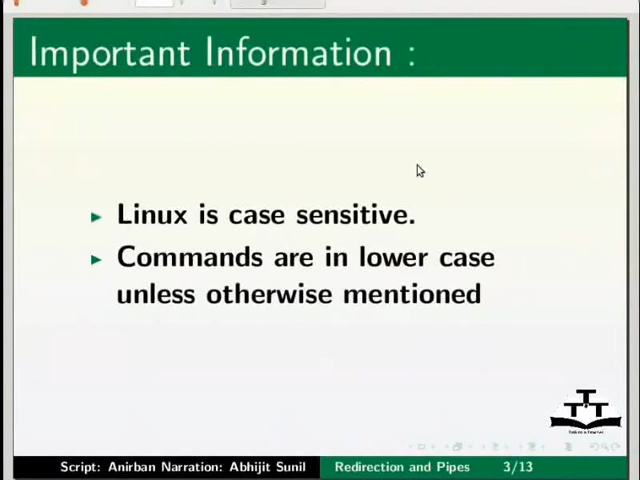 Important Information :
Linux is case sensitive.
Commands are in lower case
unless otherwise mentioned
TTT
Script: Anirban Narration: Abhijit Sunil Redirection and Pipes 3/13